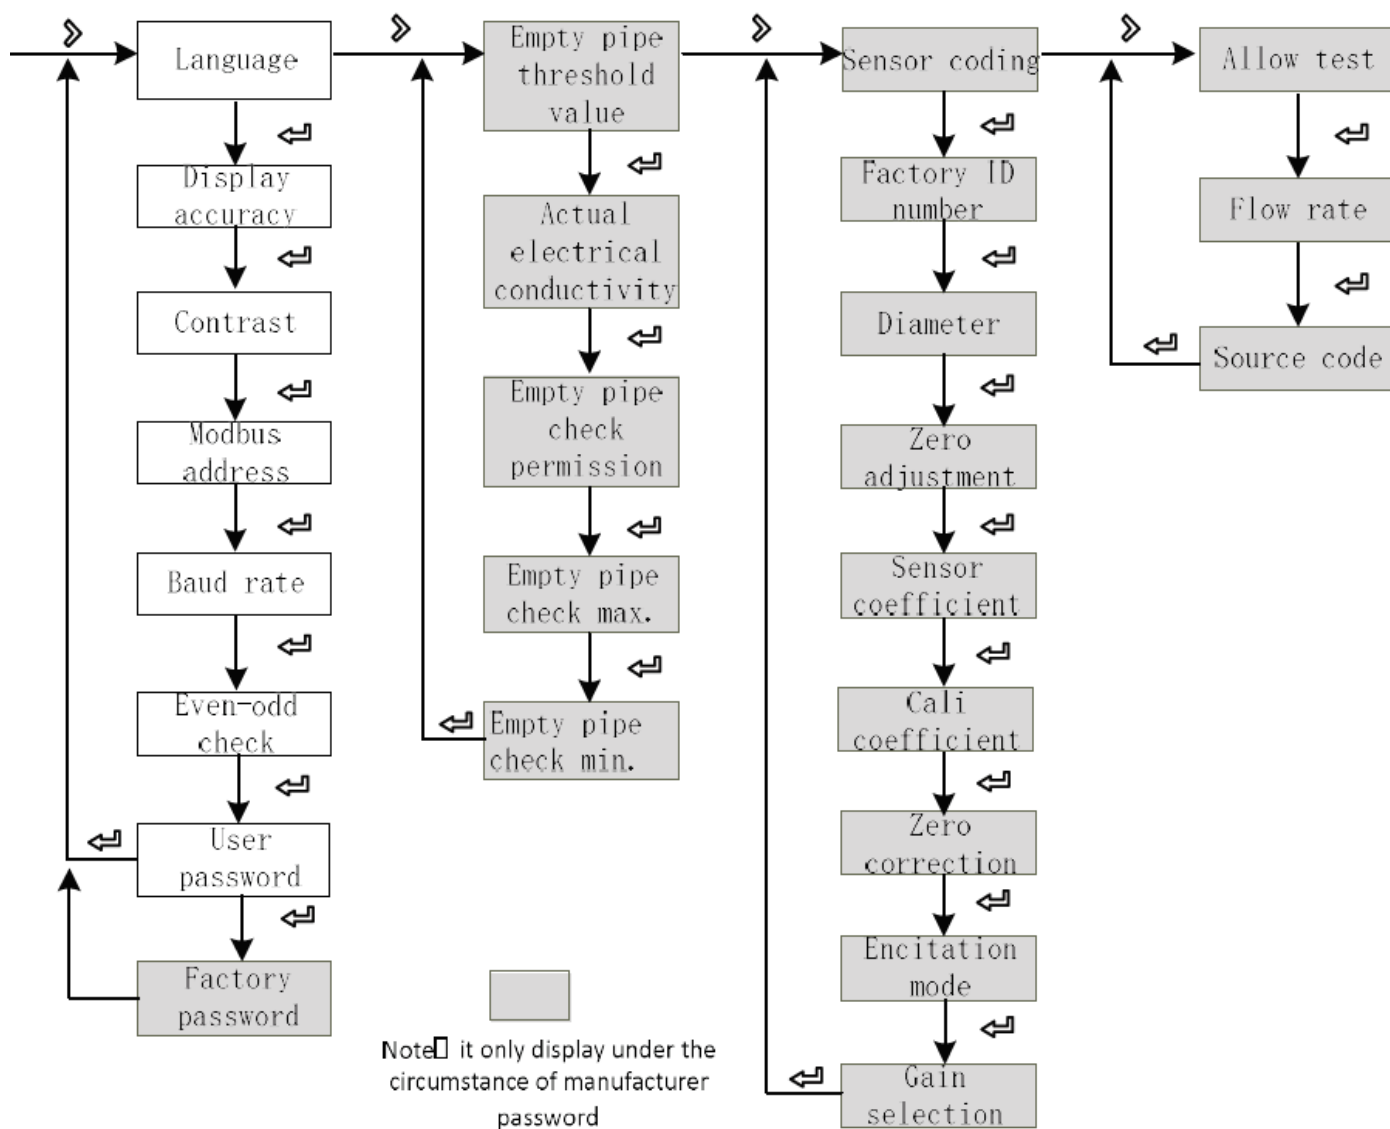 Language
Display
accuracy
Contrast
Modbus
address
Baud rate
Even-odd
check
User
password
Factory
password
Empty pipe
threshold
value
Actual
electrical
conductivity
Empty pipe
check
permission
Empty pipe
check max.
Empty pipe
check min.
Sensor coding
Factory ID
number
Diameter
Zero
adjustment
Sensor
coefficient
Cali
coefficient
Zero
correction
Encitation
mode
Gain
selection
Allow test
Flow rate
Source code
Note▯ it only display under the
circumstance of manufacturer
password